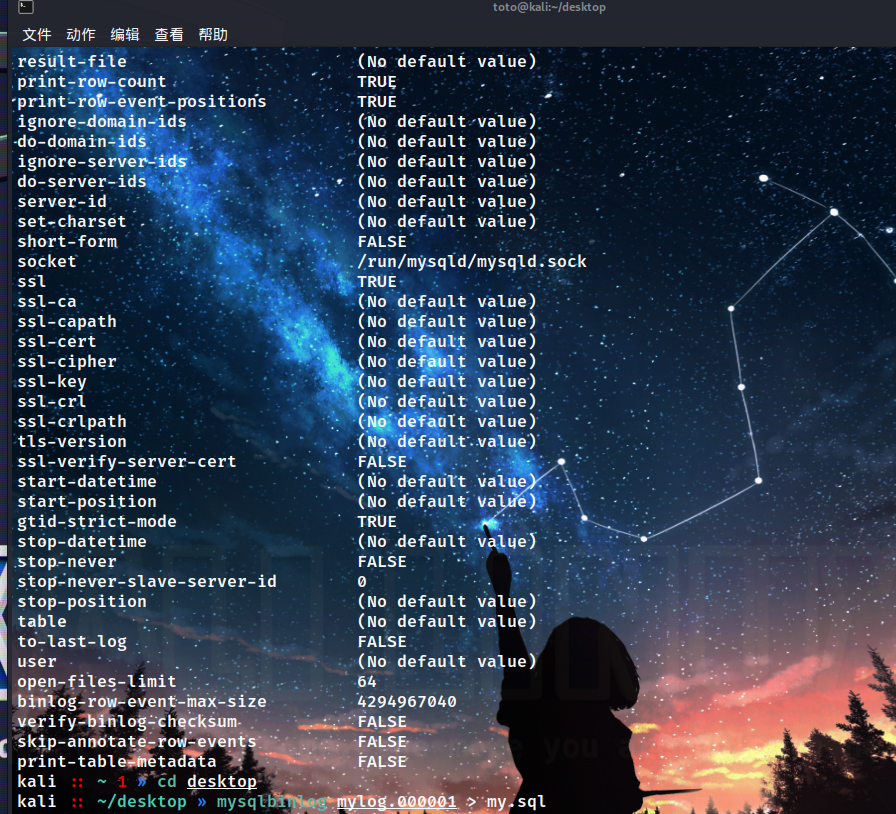 toto@kali:~/desktop
文件 动作 编辑 查看 帮助
result-file (No default value)
print-row-count TRUE
print-row-event-positions TRUE
ignore-domain-ids (No default value)
do-domain-ids (No default value)
ignore-server-ids (No default value)
do-server-ids (No default value)
server-id (No default value)
set-charset (No default value)
short-form FALSE
socket /run/mysqld/mysqld.sock
ssl TRUE
ssl-ca (No default value)
ssl-capath (No default value)
ssl-cert (No default value)
ssl-cipher (No default value)
ssl-key (No default value)
ssl-crl (No default value)
ssl-crlpath (No default value)
tls-version (No default value)
ssl-verify-server-cert FALSE
start-datetime (No default value)
start-position (No default value)
gtid-strict-mode TRUE
stop-datetime (No default value)
stop-never FALSE
stop-never-slave-server-id 0
stop-position (No default value)
table (No default value)
to-last-log FALSE
user (No default value)
open-files-limit 64
binlog-row-event-max-size 4294967040
verify-binlog-checksum FALSE
skip-annotate-row-events FALSE
print-table-metadata FALSE
kali :: ~ 1 » cd desktop
kali :: ~/desktop » mysqlbinlog mylog.000001 > my.sql